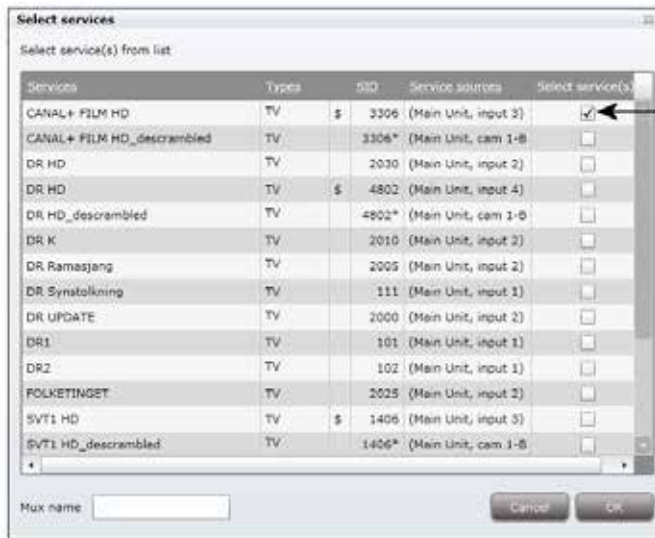 Select services
Select service(s) from list
Services Types SID Service sources Select service(s)
CANAL+ FILM HD TV $ 3306 (Main Unit, input 3)
CANAL+ FILM HD_descrambled TV 3306* (Main Unit, cam 1-B
DR HD TV 2030 (Main Unit, input 2)
DR HD TV $ 4802 (Main Unit, input 4)
DR HD_descrambled TV 4802* (Main Unit, cam 1-B
DR K TV 2010 (Main Unit, input 2)
DR Ramasjang TV 2005 (Main Unit, input 2)
DR Synstolkning TV 111 (Main Unit, input 1)
DR UPDATE TV 2000 (Main Unit, input 2)
DR1 TV 101 (Main Unit, input 1)
DR2 TV 102 (Main Unit, input 1)
FOLKETINGET TV 2025 (Main Unit, input 2)
SVT1 HD TV $ 1406 (Main Unit, input 3)
SVT1 HD_descrambled TV 1406* (Main Unit, cam 1-B
Mux name Cancel OK